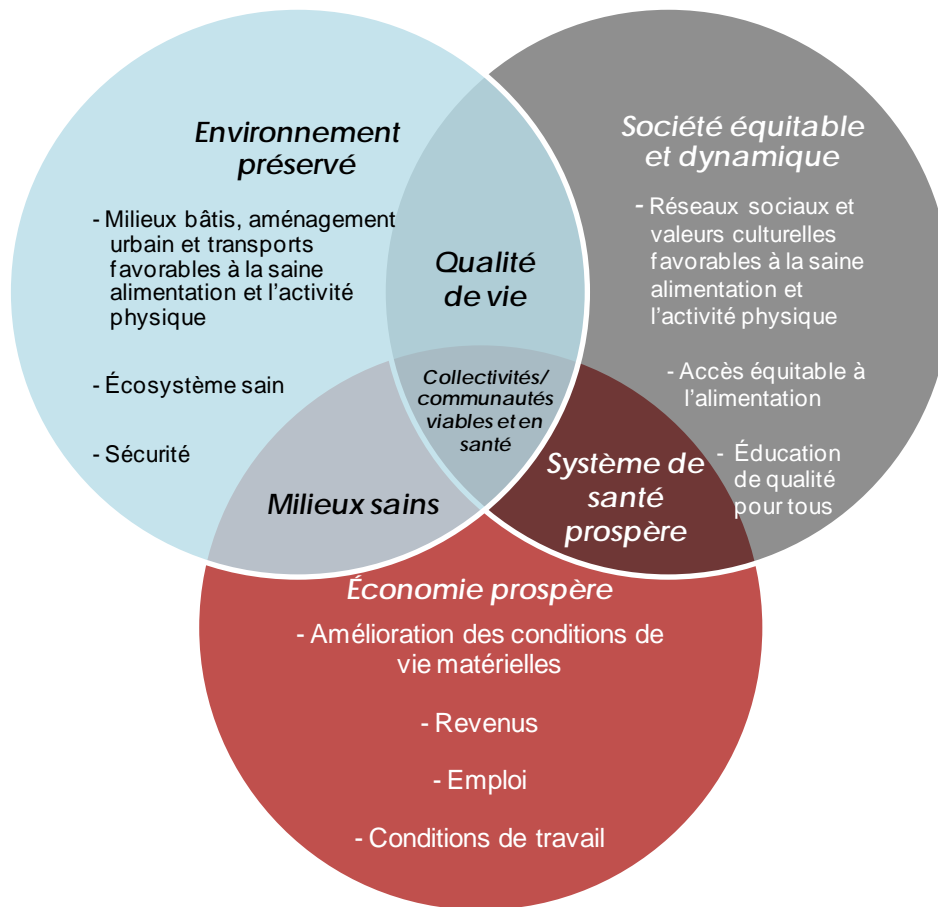 Environnement
préservé
- Milieux bâtis, aménagement
urbain et transports
favorables à la saine
alimentation et l'activité
physique
- Écosystème sain
- Sécurité
Société équitable
et dynamique
- Réseaux sociaux et
valeurs culturelles
favorables à la saine
alimentation et
l'activité physique
- Accès équitable à
l'alimentation
- Éducation
de qualité
pour tous
Qualité
de vie
Collectivités/
communautés
viables et en
santé
Milieux sains
Système de
santé
prospère
Économie prospère
- Amélioration des conditions de
vie matérielles
- Revenus
- Emploi
- Conditions de travail